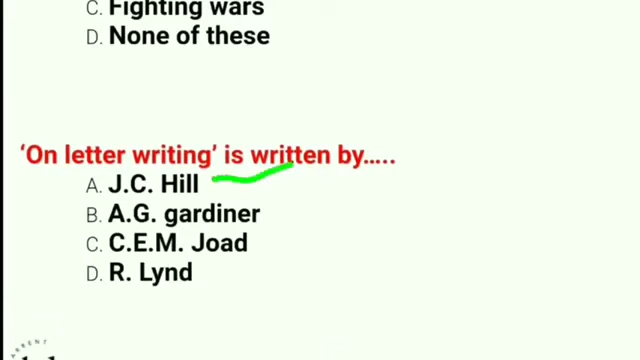 C. Fighting wars
D. None of these
‘On letter writing’ is written by.....
A. J.C. Hill
B. A.G. gardiner
C. C.E.M. Joad
D. R. Lynd